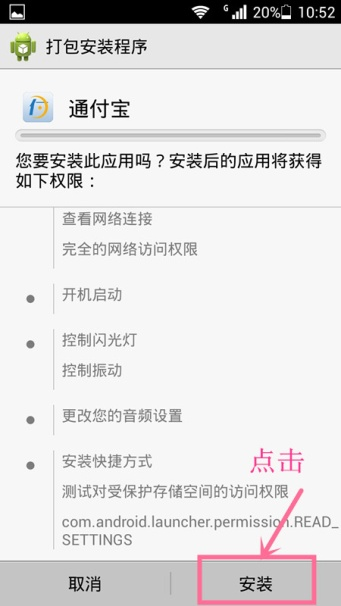 G 20% 10:52
打包安装程序
通付宝
您要安装此应用吗？安装后的应用将获得
如下权限：
查看网络连接
完全的网络访问权限
开机启动
控制闪光灯
控制振动
更改您的音频设置
安装快捷方式
点击
测试对受保护存储空间的访问权限
com.android.launcher.permission.READ_
SETTINGS
取消 安装